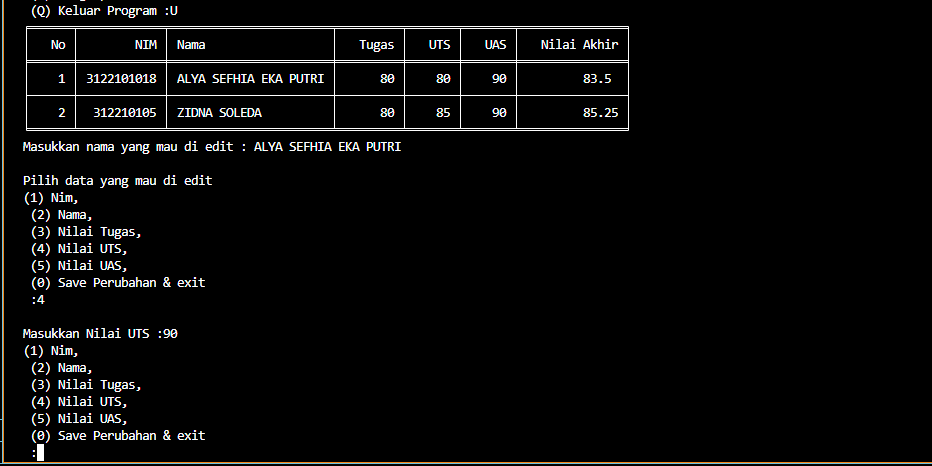 (Q) Keluar Program :U
No NIM Nama Tugas UTS UAS Nilai Akhir
1 3122101018 ALYA SEFHIA EKA PUTRI 80 80 90 83.5
2 312210105 ZIDNA SOLEDA 80 85 90 85.25
Masukkan nama yang mau di edit : ALYA SEFHIA EKA PUTRI
Pilih data yang mau di edit
(1) Nim,
(2) Nama,
(3) Nilai Tugas,
(4) Nilai UTS,
(5) Nilai UAS,
(0) Save Perubahan & exit
:4
Masukkan Nilai UTS :90
(1) Nim,
(2) Nama,
(3) Nilai Tugas,
(4) Nilai UTS,
(5) Nilai UAS,
(0) Save Perubahan & exit
: